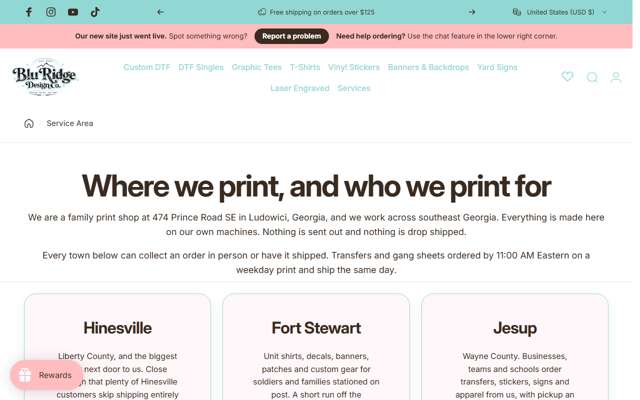 Free shipping on orders over $125
United States (USD $)
Our new site just went live. Spot something wrong? Report a problem Need help ordering? Use the chat feature in the lower right corner.
Blu Ridge
Design Co.
Custom DTF DTF Singles Graphic Tees T-Shirts Vinyl Stickers Banners & Backdrops Yard Signs
Laser Engraved Services
Service Area
Where we print, and who we print for
We are a family print shop at 474 Prince Road SE in Ludowici, Georgia, and we work across southeast Georgia. Everything is made here
on our own machines. Nothing is sent out and nothing is drop shipped.
Every town below can collect an order in person or have it shipped. Transfers and gang sheets ordered by 11:00 AM Eastern on a
weekday print and ship the same day.
Hinesville
Liberty County, and the biggest
next door to us. Close
that plenty of Hinesville
customers skip shipping entirely
Fort Stewart
Unit shirts, decals, banners,
patches and custom gear for
soldiers and families stationed on
post. A short run off the
Jesup
Wayne County. Businesses,
teams and schools order
transfers, stickers, signs and
apparel from us, with pickup an
Rewards